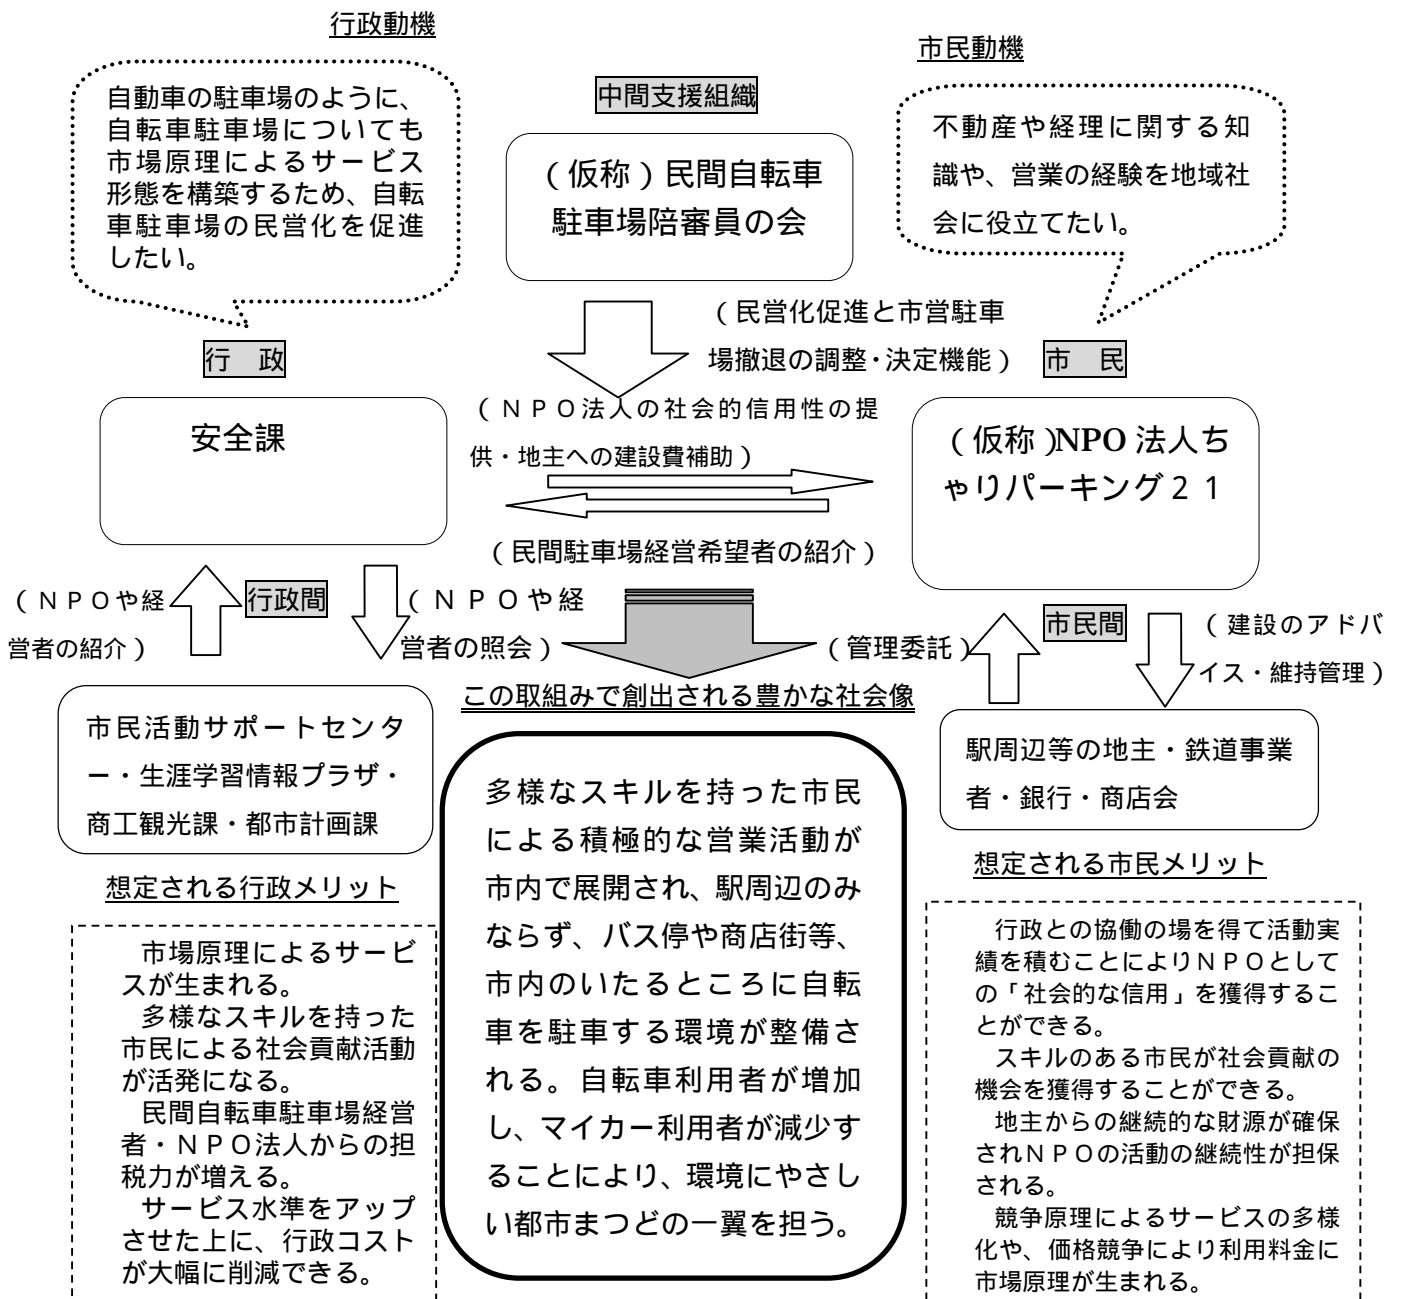 行政動機
自動車の駐車場のように、
自転車駐車場についても
市場原理によるサービス
形態を構築するため、自転
車駐車場の民営化を促進
したい。
中間支援組織
（仮称）民間自転車
駐車場陪審員の会
市民動機
不動産や経理に関する知
識や、営業の経験を地域社
会に役立てたい。
（民営化促進と市営駐車
場撤退の調整・決定機能）
行　政
安全課
市　民
（仮称）NPO 法人ち
ゃりパーキング２１
（ＮＰＯ法人の社会的信用性の提
供・地主への建設費補助）
（民間駐車場経営希望者の紹介）
（ＮＰＯや経
営者の紹介）
行政間
（ＮＰＯや経
営者の照会）
（管理委託）
市民間
（建設のアドバ
イス・維持管理）
市民活動サポートセンタ
ー・生涯学習情報プラザ・
商工観光課・都市計画課
この取組みで創出される豊かな社会像
多様なスキルを持った市民
による積極的な営業活動が
市内で展開され、駅周辺のみ
ならず、バス停や商店街等、
市内のいたるところに自転
車を駐車する環境が整備さ
れる。自転車利用者が増加
し、マイカー利用者が減少す
ることにより、環境にやさし
い都市まつどの一翼を担う。
駅周辺等の地主・鉄道事業
者・銀行・商店会
想定される行政メリット
市場原理によるサービ
スが生まれる。
多様なスキルを持った
市民による社会貢献活動
が活発になる。
民間自転車駐車場経営
者・ＮＰＯ法人からの担
税力が増える。
サービス水準をアップ
させた上に、行政コスト
が大幅に削減できる。
想定される市民メリット
行政との協働の場を得て活動実
績を積むことによりＮＰＯとして
の「社会的な信用」を獲得するこ
とができる。
スキルのある市民が社会貢献の
機会を獲得することができる。
地主からの継続的な財源が確保
されＮＰＯの活動の継続性が担保
される。
競争原理によるサービスの多様
化や、価格競争により利用料金に
市場原理が生まれる。